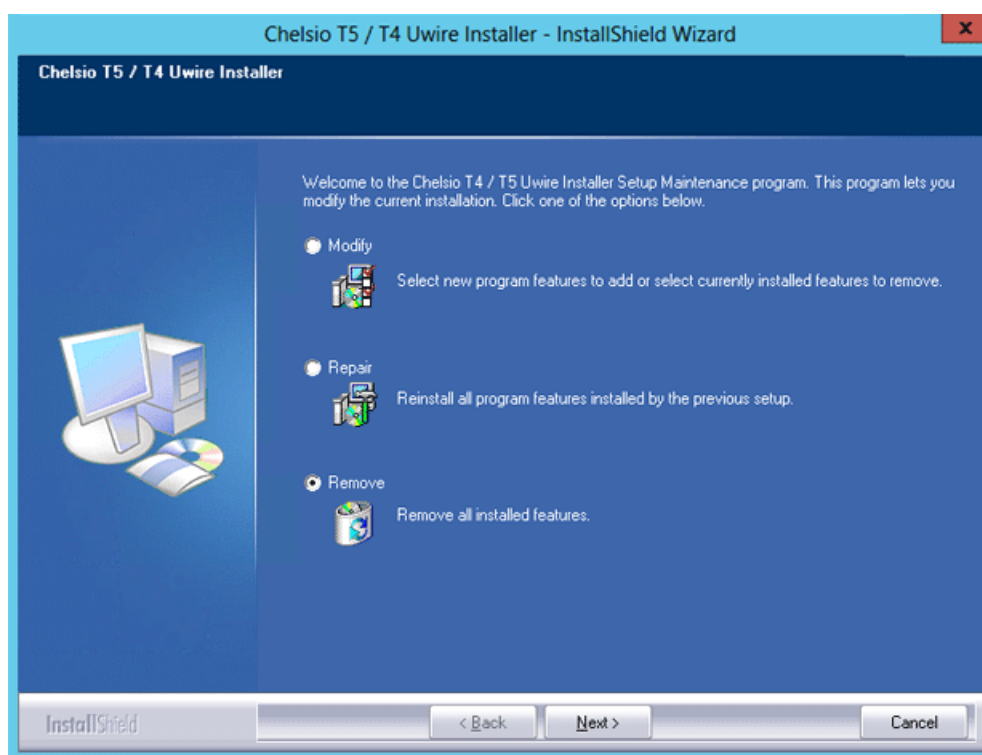 Chelsio T5 / T4 Uwire Installer - InstallShield Wizard
x
Chelsio T5 / T4 Uwire Installer
Welcome to the Chelsio T4 / T5 Uwire Installer Setup Maintenance program. This program lets you
modify the current installation. Click one of the options below.
Modify
Select new program features to add or select currently installed features to remove.
Repair
Reinstall all program features installed by the previous setup.
Remove
Remove all installed features.
InstallShield
< Back
Next >
Cancel